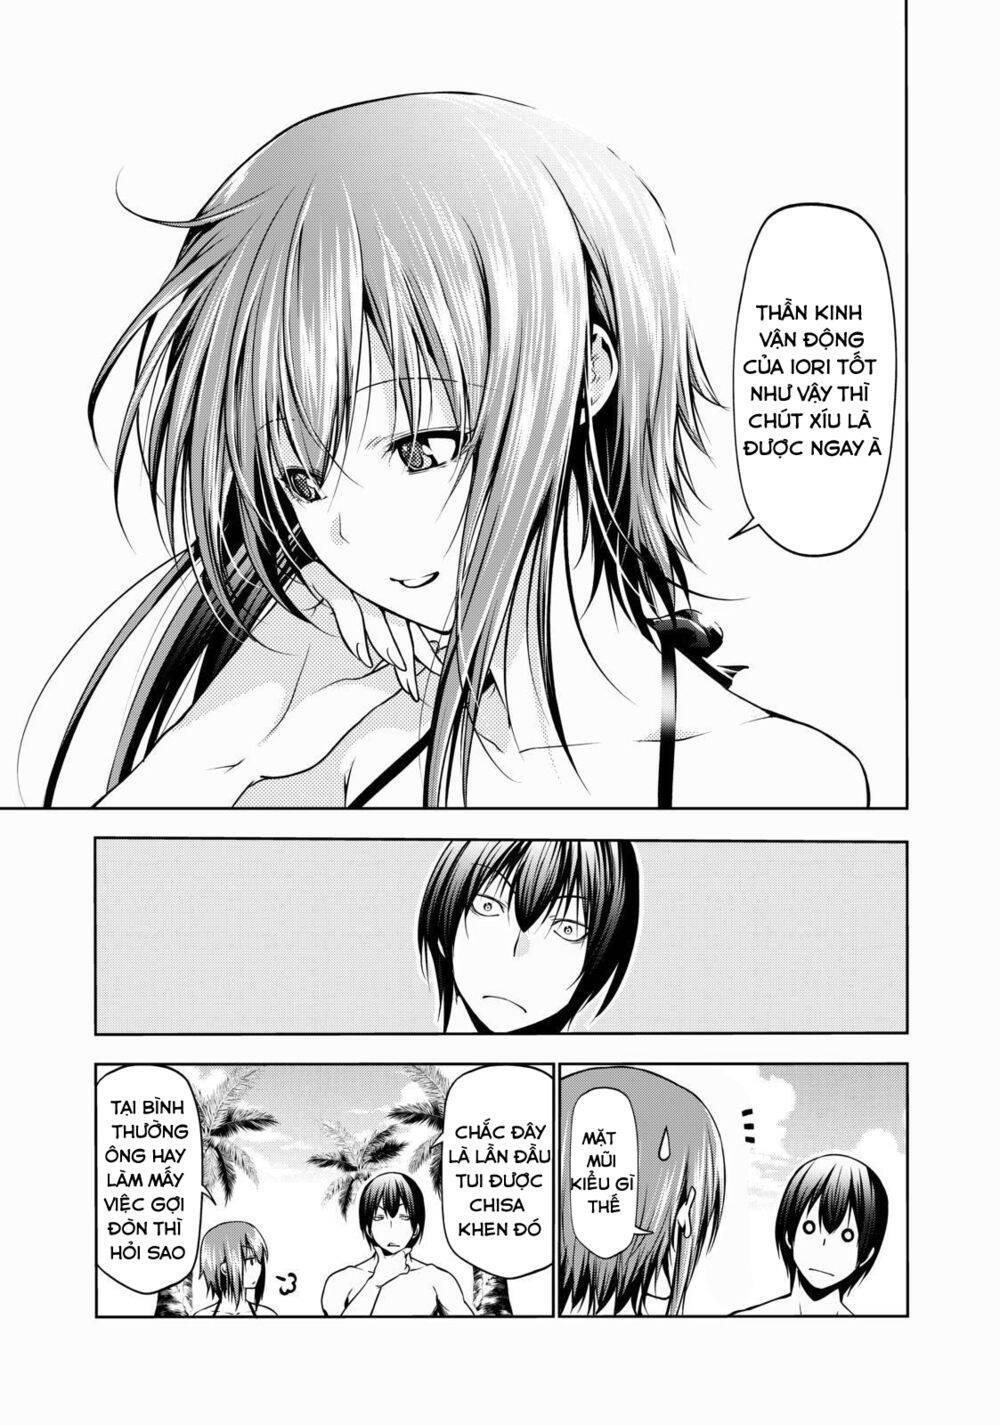 THẦN KINH
VẬN ĐỘNG
CỦA IORI TỐT
NHƯ VẬY THÌ
CHÚT XÍU LÀ
ĐƯỢC NGAY À
MẶT
MŨI
KIỂU GÌ
THẾ
CHẮC ĐÂY
LÀ LẦN ĐẦU
TUI ĐƯỢC
CHISA
KHEN ĐÓ
TẠI BÌNH
THƯỜNG
ÔNG HAY
LÀM MẤY
VIỆC GỢI
ĐÒN THÌ
HỎI SAO